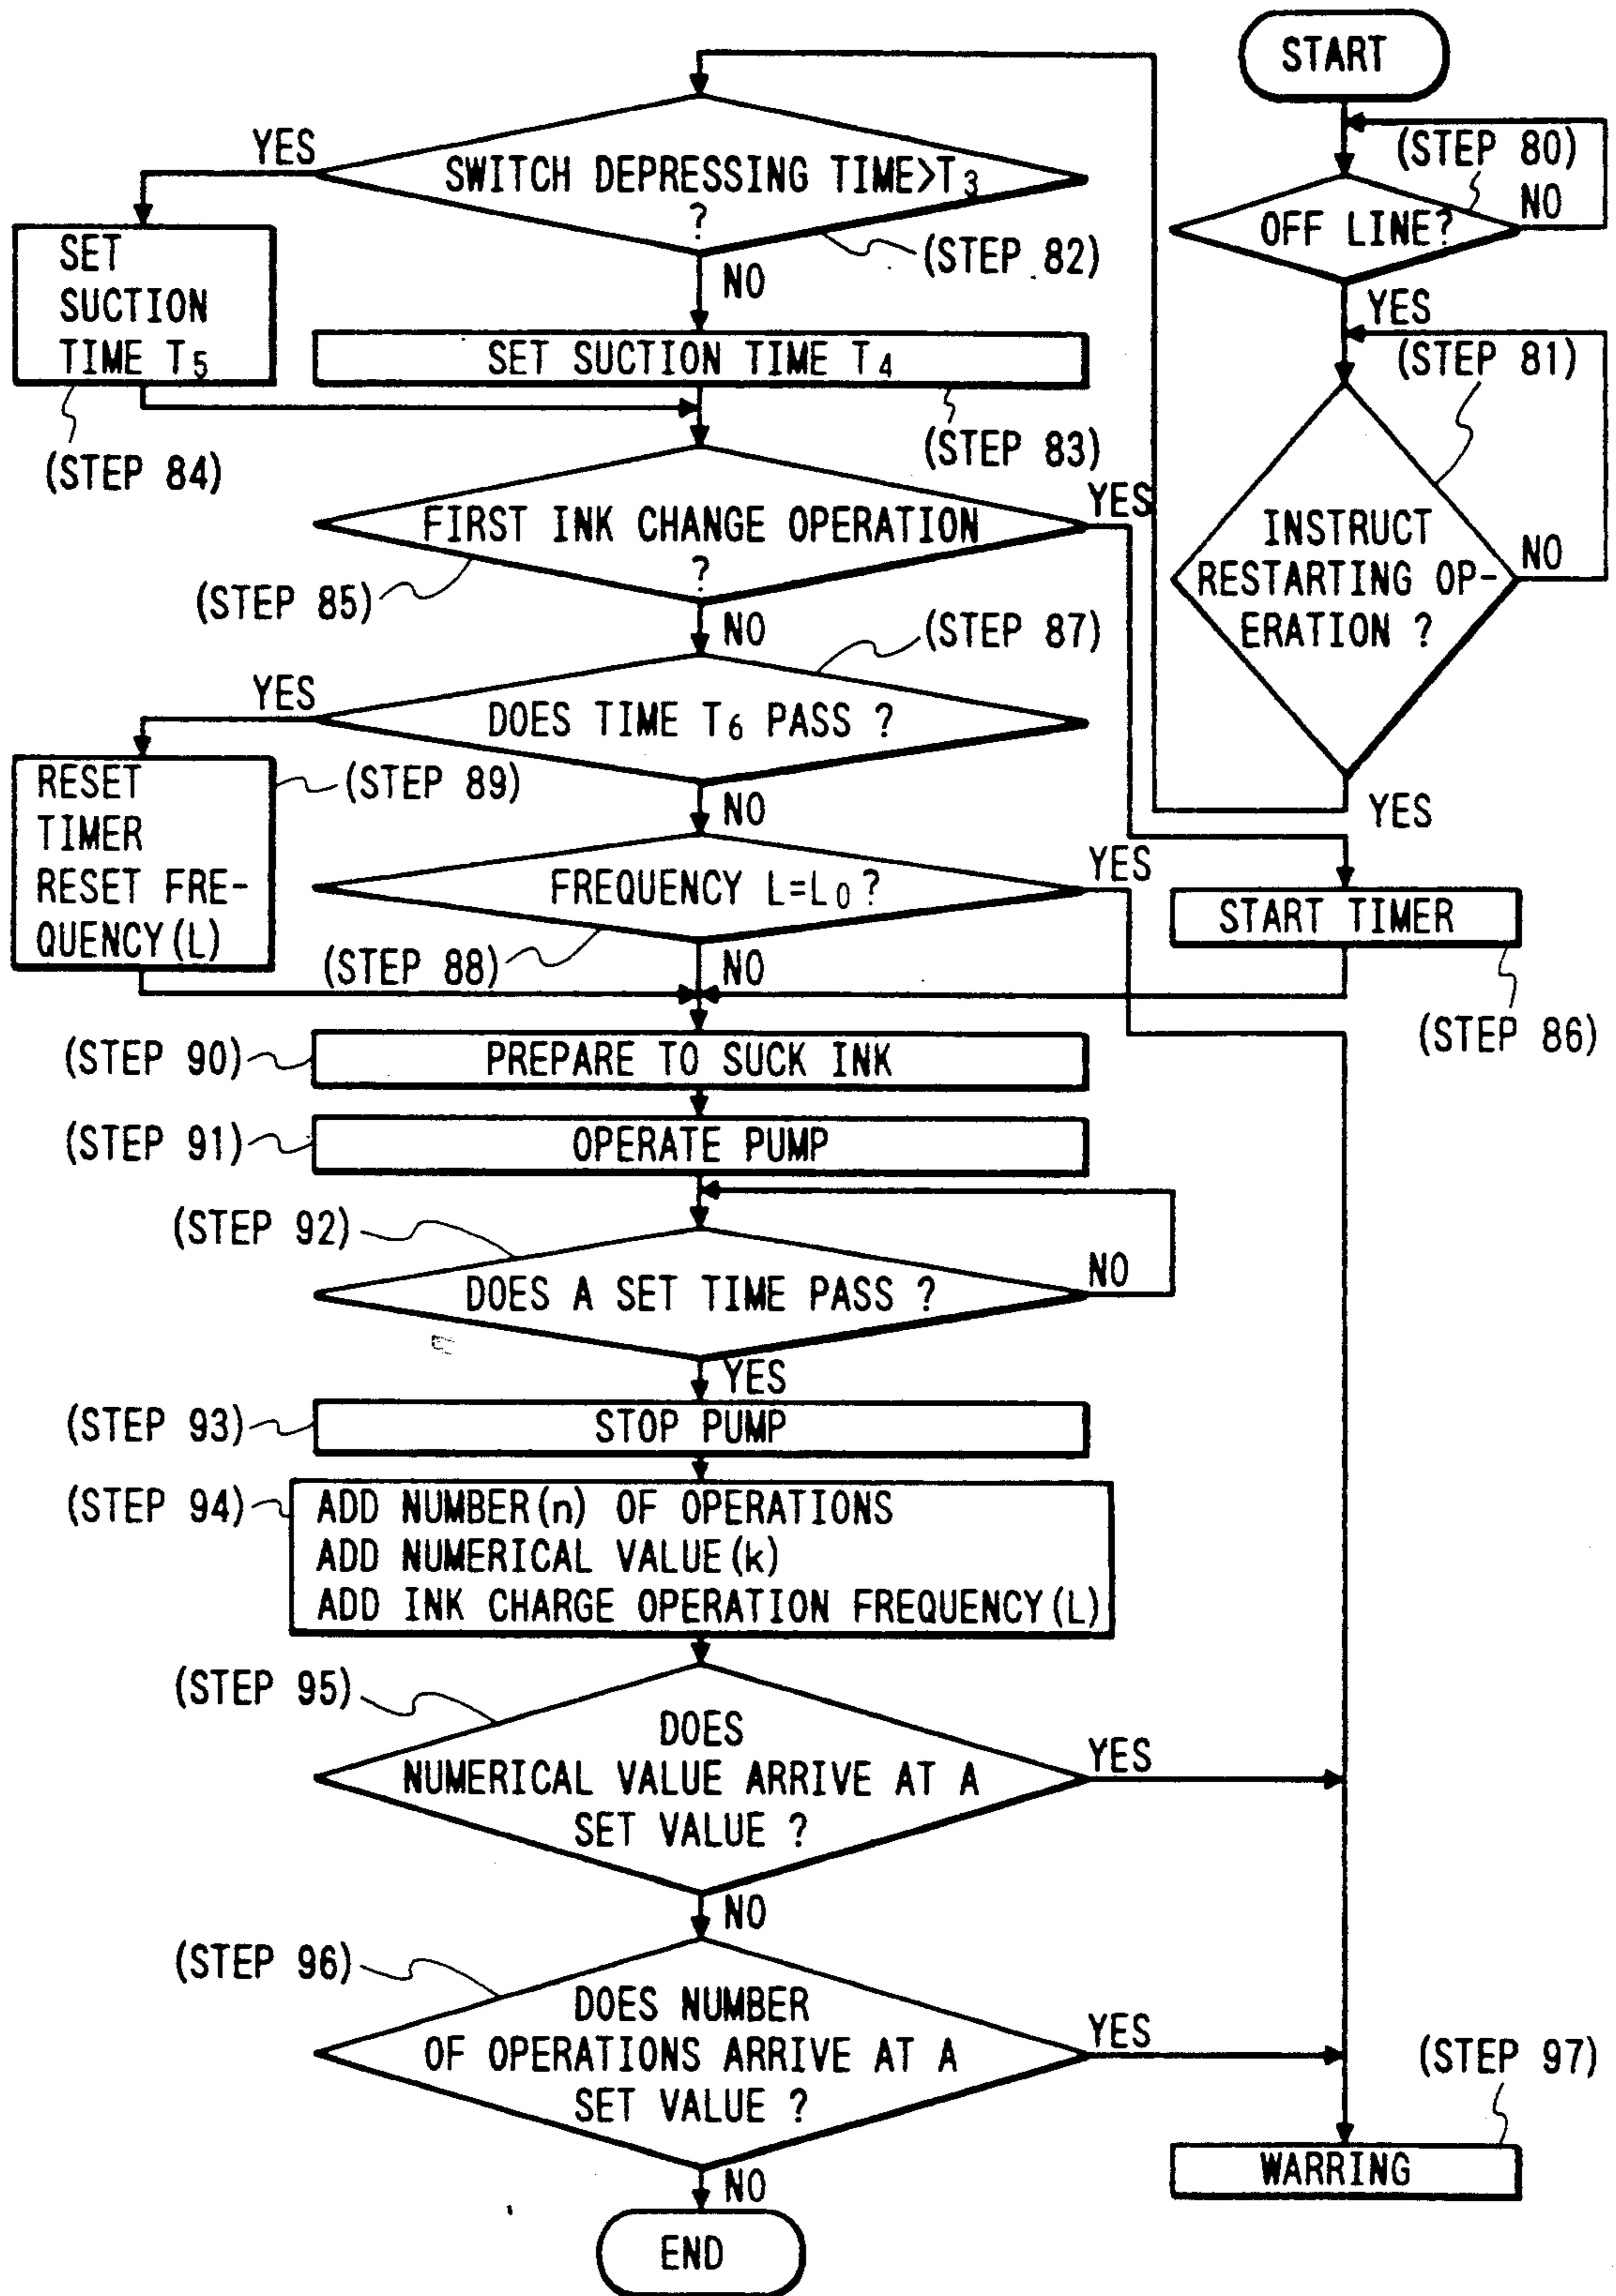 START
(STEP 80)
OFF LINE?
NO
YES
(STEP 81)
INSTRUCT
RESTARTING OP-
ERATION ?
NO
YES
SWITCH DEPRESSING TIME>T3
?
YES
(STEP 82)
NO
SET
SUCTION
TIME T5
SET SUCTION TIME T4
(STEP 84)
(STEP 83)
FIRST INK CHANGE OPERATION
?
YES
(STEP 85)
NO
(STEP 87)
YES
DOES TIME T6 PASS ?
RESET
TIMER
RESET FRE-
QUENCY(L)
(STEP 89)
NO
FREQUENCY L=L0 ?
YES
START TIMER
(STEP 88)
NO
(STEP 86)
(STEP 90)
PREPARE TO SUCK INK
(STEP 91)
OPERATE PUMP
(STEP 92)
DOES A SET TIME PASS ?
NO
YES
(STEP 93)
STOP PUMP
(STEP 94)
ADD NUMBER(n) OF OPERATIONS
ADD NUMERICAL VALUE(k)
ADD INK CHARGE OPERATION FREQUENCY(L)
(STEP 95)
DOES
NUMERICAL VALUE ARRIVE AT A
SET VALUE ?
YES
NO
(STEP 96)
DOES NUMBER
OF OPERATIONS ARRIVE AT A
SET VALUE ?
YES
(STEP 97)
WARRING
NO
END